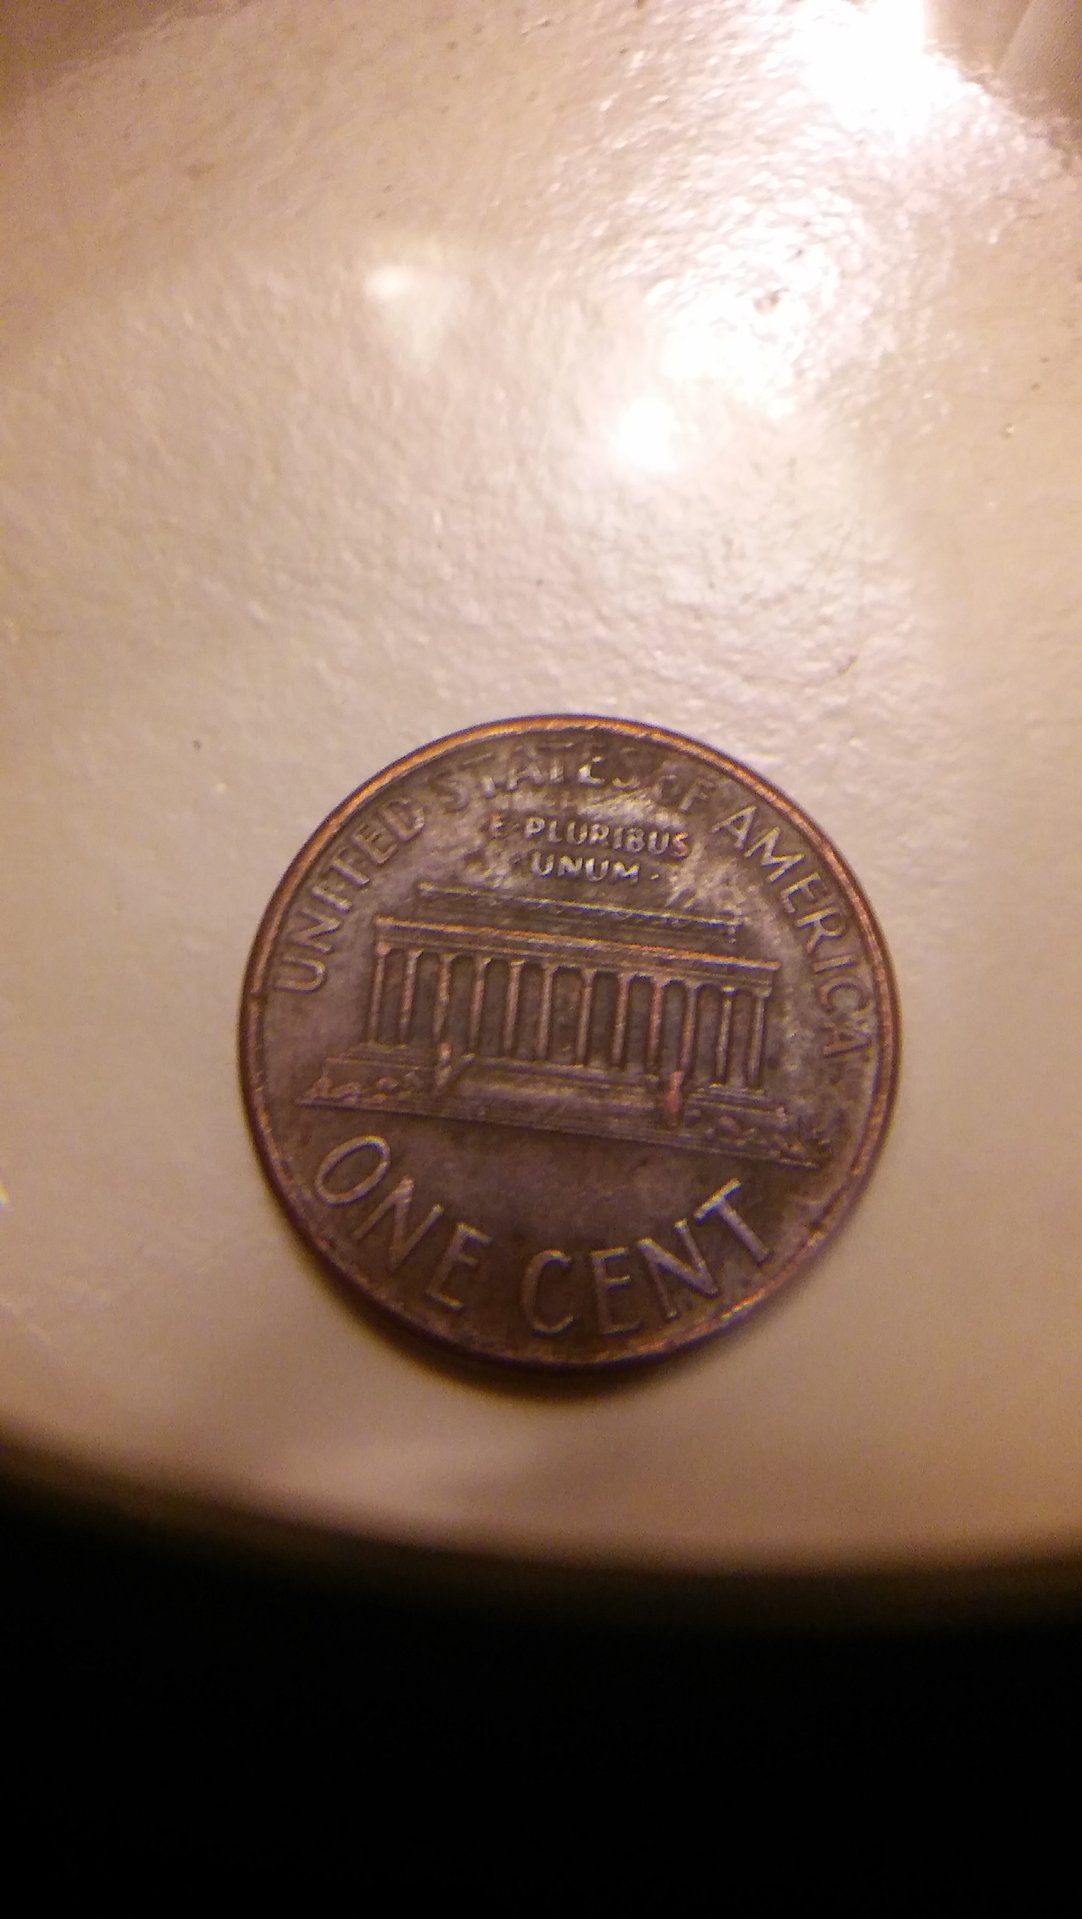 UNITED STATES OF AMERICA
E·PLURIBUS
·UNUM·
ONE CENT